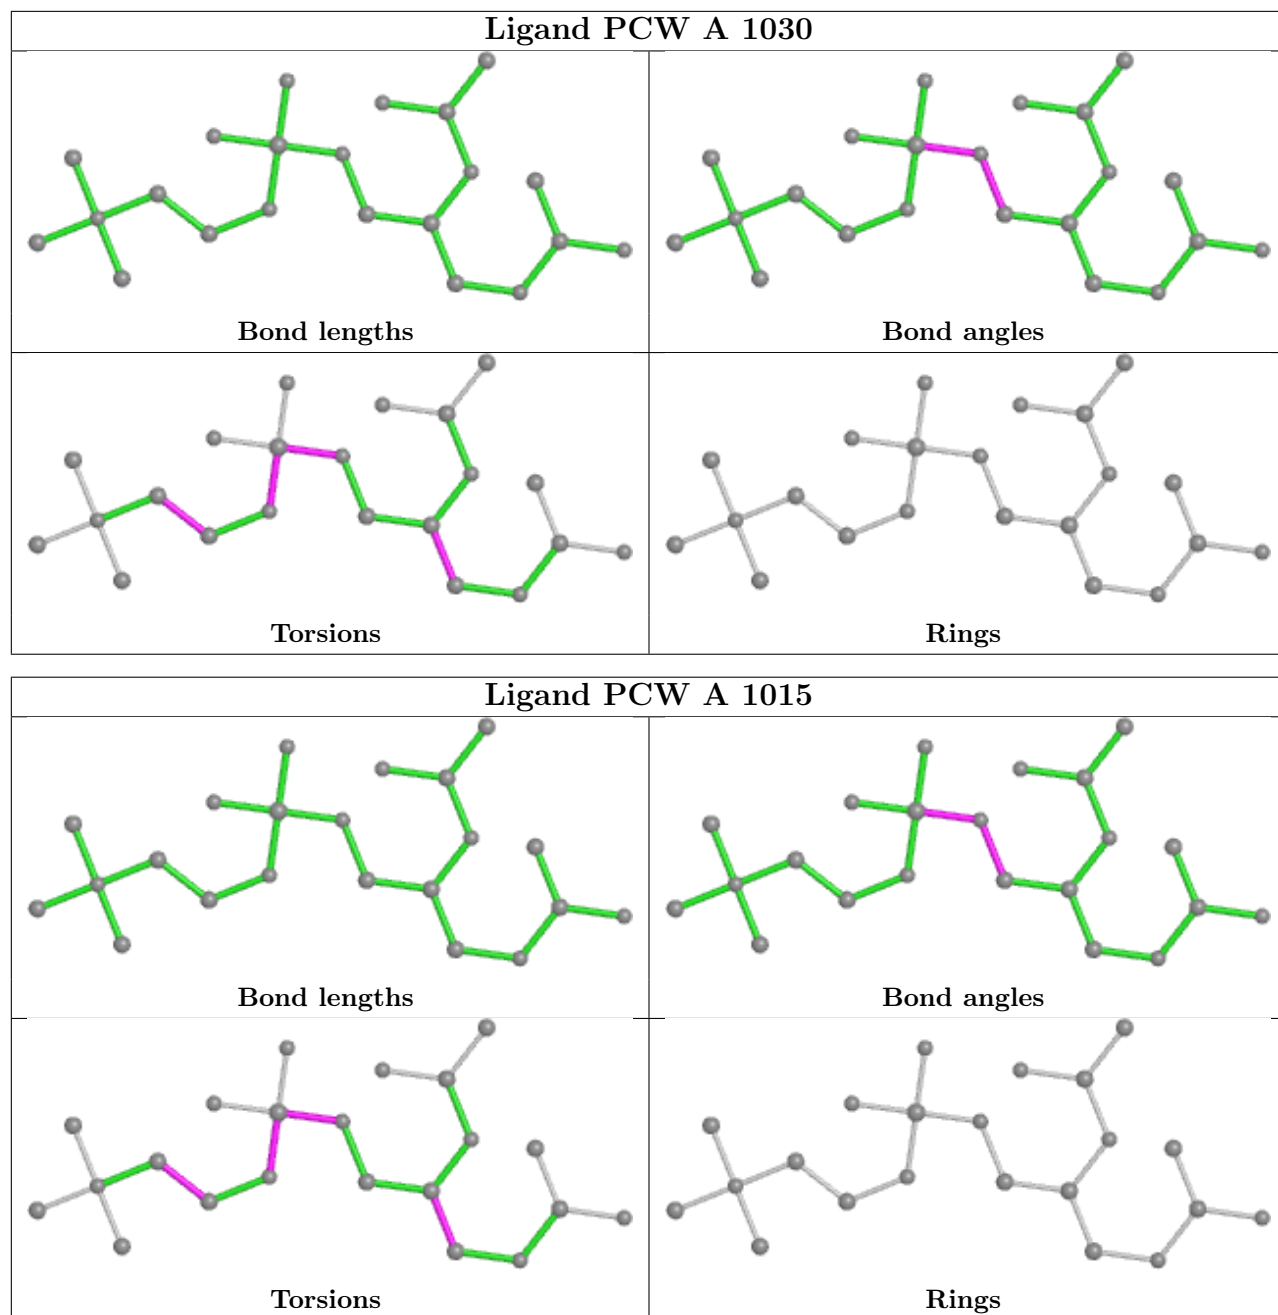 Ligand PCW A 1030
Bond lengths
Bond angles
Torsions
Rings
Ligand PCW A 1015
Bond lengths
Bond angles
Torsions
Rings